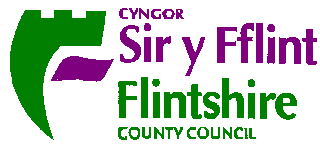 CYNGOR
Sir y Fflint
Flintshire
COUNTY COUNCIL